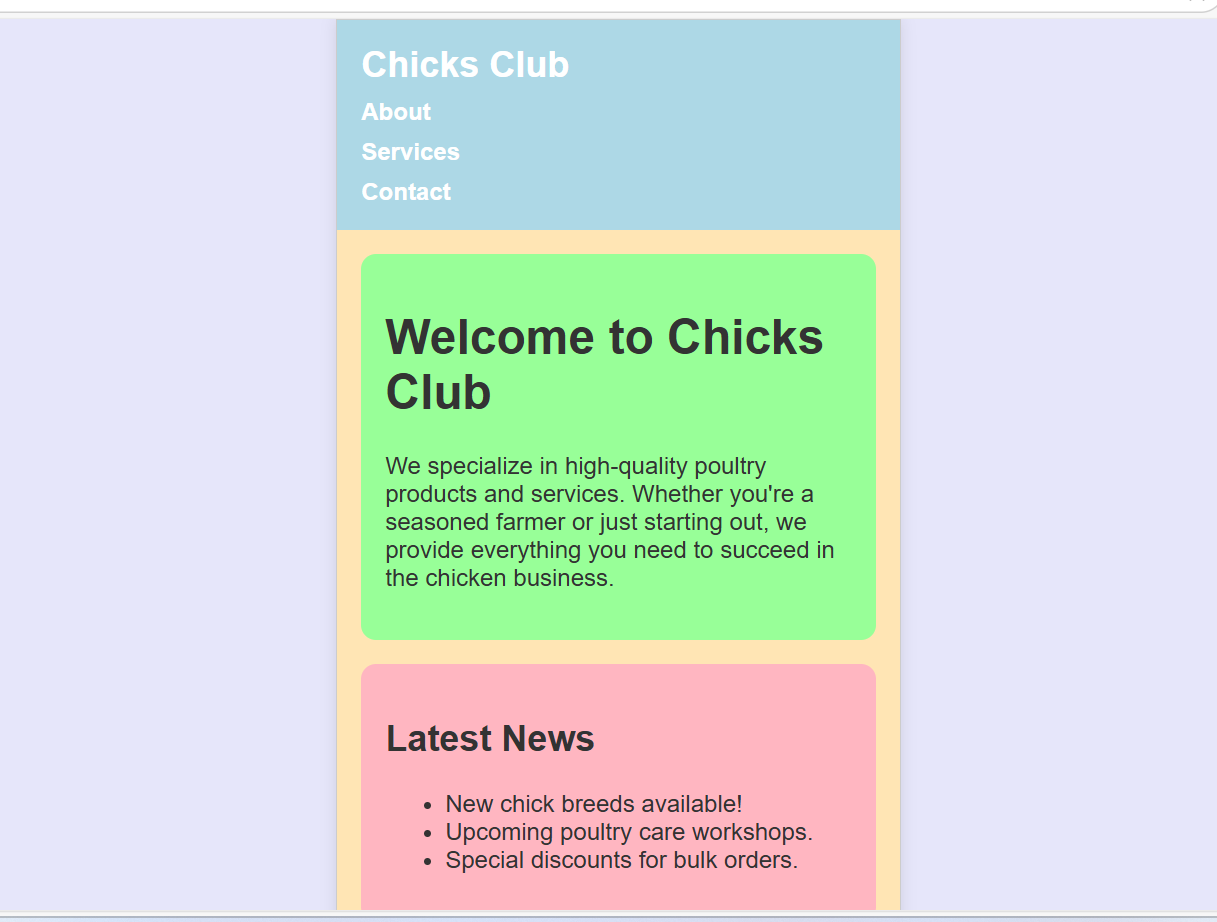 Chicks Club
About
Services
Contact
Welcome to Chicks
Club
We specialize in high-quality poultry
products and services. Whether you're a
seasoned farmer or just starting out, we
provide everything you need to succeed in
the chicken business.
Latest News
• New chick breeds available!
• Upcoming poultry care workshops.
• Special discounts for bulk orders.